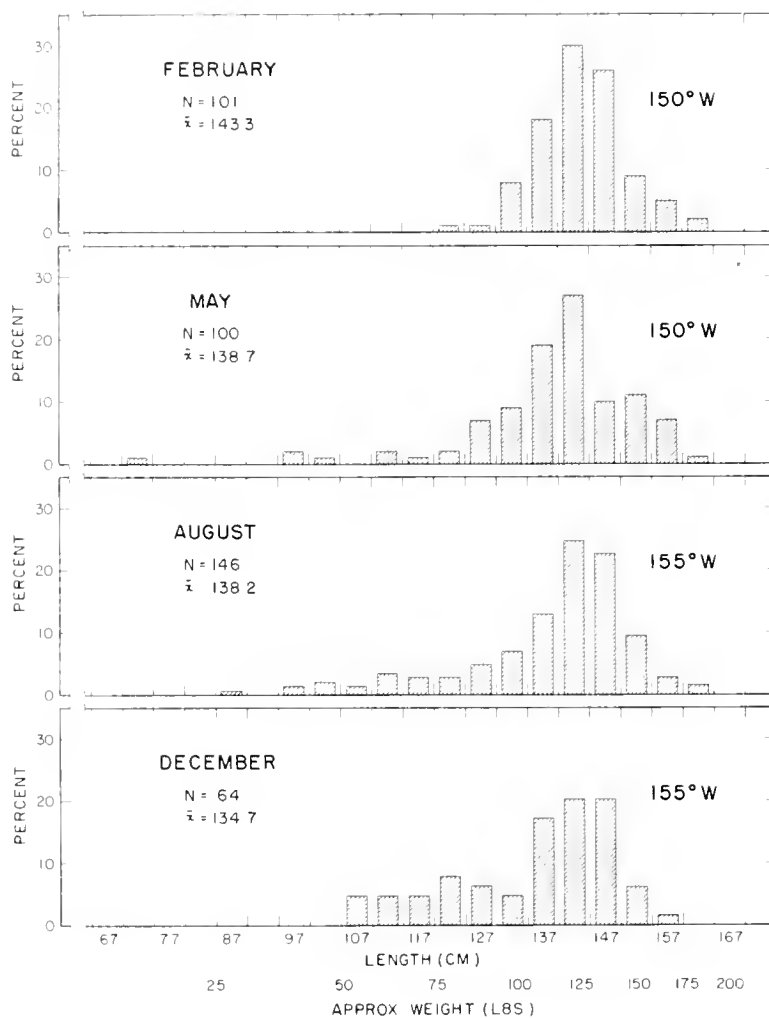 30
20
10
0
PERCENT
FEBRUARY
N = 101
x̄ = 143.3
150° W
30
20
10
0
PERCENT
MAY
N = 100
x̄ = 138.7
150° W
30
20
10
0
PERCENT
AUGUST
N = 146
x̄ 138.2
155° W
30
20
10
0
PERCENT
DECEMBER
N = 64
x̄ = 134.7
155° W
67 77 87 97 107 117 127 137 147 157 167
LENGTH (CM)
25 50 75 100 125 150 175 200
APPROX WEIGHT (LBS)